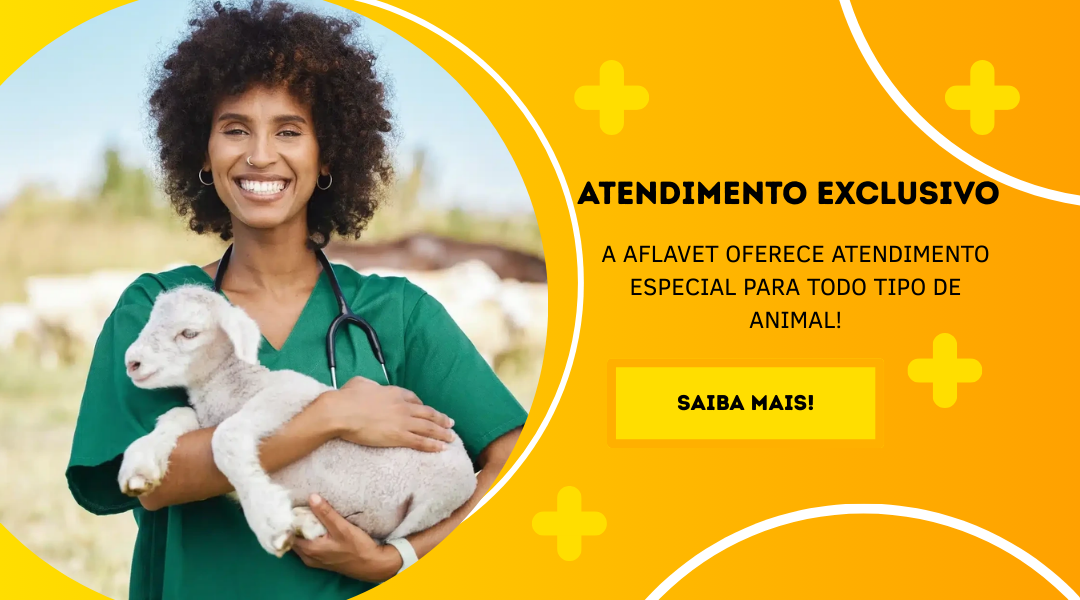 ATENDIMENTO EXCLUSIVO
A AFLAVET OFERECE ATENDIMENTO
ESPECIAL PARA TODO TIPO DE
ANIMAL!
SAIBA MAIS!